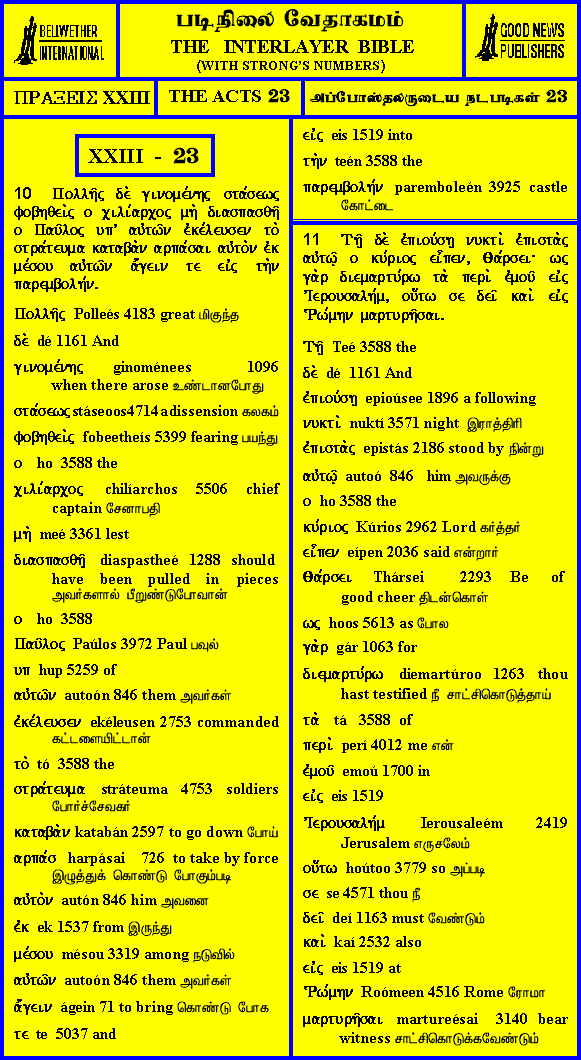 BELLWETHER
INTERNATIONAL
படிநிலை வேதாகமம்
THE INTERLAYER BIBLE
(WITH STRONG'S NUMBERS)
GOOD NEWS
PUBLISHERS
ΠΡΑΞΕΙΣ XXIII
THE ACTS 23
அப்போஸ்தலருடைய நடபடிகள் 23
XXIII - 23
10 Πολλῆς δὲ γινομένης στάσεως
φοβηθεὶς ο χιλίαρχος μὴ διασπασθῆ
ο Παῦλος υπ' αὐτῶν ἐκέλευσεν τὸ
στράτευμα καταβὰν αρπάσαι αὐτὸν ἐκ
μέσου αὐτῶν ἄγειν τε εἰς τὴν
παρεμβολήν.
Πολλῆς Polleés 4183 great மிகுந்த
δὲ dé 1161 And
γινομένης ginoménees 1096
when there arose உண்டானபோது
στάσεως stáseoos4714 a dissension கலகம்
φοβηθεὶς fobeetheís 5399 fearing பயந்து
ο ho 3588 the
χιλίαρχος chilíarchos 5506 chief
captain சேனாபதி
μὴ meé 3361 lest
διασπασθῆ diaspastheé 1288 should
have been pulled in pieces
அவர்களால் பீறுண்டுபோவான்
ο ho 3588
Παῦλος Paúlos 3972 Paul பவுல்
υπ hup 5259 of
αὐτῶν autoón 846 them அவர்கள்
ἐκέλευσεν ekéleusen 2753 commanded
கட்டளையிட்டான்
τὸ tó 3588 the
στράτευμα stráteuma 4753 soldiers
போர்ச்சேவகர்
καταβὰν katabán 2597 to go down போய்
αρπάσ harpásai 726 to take by force
இழுத்துக் கொண்டு போகும்படி
αὐτὸν autón 846 him அவனை
ἐκ ek 1537 from இருந்து
μέσου mésou 3319 among நடுவில்
αὐτῶν autoón 846 them அவர்கள்
ἄγειν ágein 71 to bring கொண்டு போக
τε te 5037 and
εἰς eis 1519 into
τὴν teén 3588 the
παρεμβολήν paremboleén 3925 castle
கோட்டை
11 Τῇ δὲ ἐπιούσῃ νυκτὶ ἐπιστὰς
αὐτῷ ο κύριος εἶπεν, Θάρσει· ως
γὰρ διεμαρτύρω τὰ περὶ ἐμοῦ εἰς
Ἰερουσαλήμ, οὕτω σε δεῖ καὶ εἰς
Ῥώμην μαρτυρῆσαι.
Τῇ Teé 3588 the
δὲ dé 1161 And
ἐπιούσῃ epioúsee 1896 a following
νυκτὶ nuktí 3571 night இராத்திரி
ἐπιστὰς epistás 2186 stood by நின்று
αὐτῷ autoó 846 him அவருக்கு
ο ho 3588 the
κύριος Kúrios 2962 Lord கர்த்தர்
εἶπεν eípen 2036 said என்றார்
Θάρσει Thársei 2293 Be of
good cheer திடன்கொள்
ως hoos 5613 as போல
γὰρ gár 1063 for
διεμαρτύρω diemartúroo 1263 thou
hast testified நீ சாட்சிகொடுத்தாய்
τὰ tá 3588 of
περὶ perí 4012 me என்
ἐμοῦ emoú 1700 in
εἰς eis 1519
Ἰερουσαλήμ Ierousaleém 2419
Jerusalem எருசலேம்
οὕτω hoútoo 3779 so அப்படி
σε se 4571 thou நீ
δεῖ deí 1163 must வேண்டும்
καὶ kaí 2532 also
εἰς eis 1519 at
Ῥώμην Roómeen 4516 Rome ரோமா
μαρτυρῆσαι martureésai 3140 bear
witness சாட்சிகொடுக்கவேண்டும்